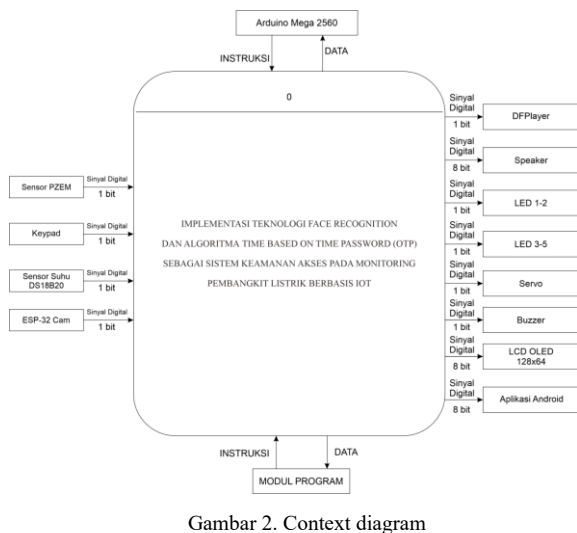 Arduino Mega 2560
INSTRUKSI
DATA
0
Sensor PZEM
Sinyal Digital
1 bit
Keypad
Sinyal Digital
1 bit
Sensor Suhu
DS18B20
Sinyal Digital
1 bit
ESP-32 Cam
Sinyal Digital
1 bit
IMPLEMENTASI TEKNOLOGI FACE RECOGNITION
DAN ALGORITMA TIME BASED ON TIME PASSWORD (OTP)
SEBAGAI SISTEM KEAMANAN AKSES PADA MONITORING
PEMBANGKIT LISTRIK BERBASIS IOT
Sinyal
Digital
1 bit
DFPlayer
Sinyal
Digital
8 bit
Speaker
Sinyal
Digital
1 bit
LED 1-2
Sinyal
Digital
1 bit
LED 3-5
Sinyal
Digital
1 bit
Servo
Sinyal
Digital
1 bit
Buzzer
Sinyal
Digital
8 bit
LCD OLED
128x64
Sinyal
Digital
8 bit
Aplikasi Android
INSTRUKSI
DATA
MODUL PROGRAM
Gambar 2. Context diagram